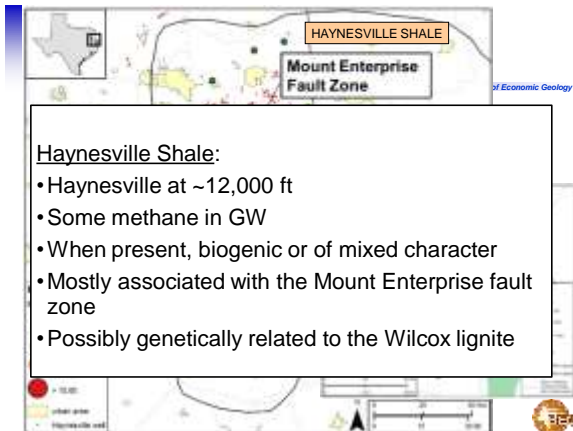 HAYNESVILLE SHALE
Mount Enterprise
Fault Zone
of Economic Geology
Haynesville Shale:
•Haynesville at ~12,000 ft
•Some methane in GW
•When present, biogenic or of mixed character
•Mostly associated with the Mount Enterprise fault
zone
•Possibly genetically related to the Wilcox lignite
urban area
Haynesville well